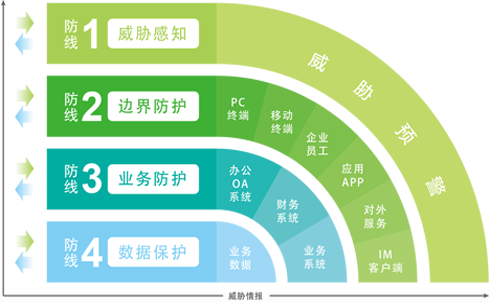 防线 1 威胁感知
威胁预警
防线 2 边界防护
PC
终端
移动
终端
企业
员工
应用
APP
对外
服务
IM
客户端
防线 3 业务防护
办公
OA
系统
财务
系统
业务
系统
防线 4 数据保护
业务
数据
威胁情报